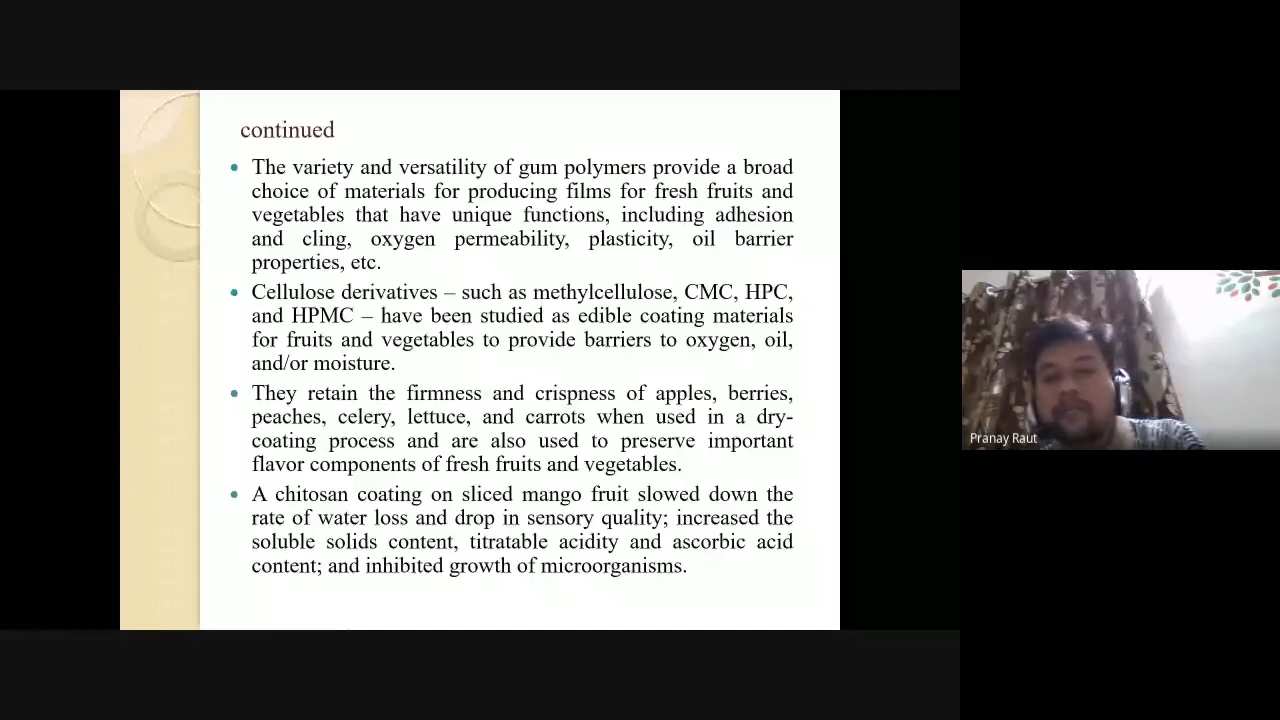 continued
The variety and versatility of gum polymers provide a broad
choice of materials for producing films for fresh fruits and
vegetables that have unique functions, including adhesion
and cling, oxygen permeability, plasticity, oil barrier
properties, etc.
Cellulose derivatives – such as methylcellulose, CMC, HPC,
and HPMC – have been studied as edible coating materials
for fruits and vegetables to provide barriers to oxygen, oil,
and/or moisture.
They retain the firmness and crispness of apples, berries,
peaches, celery, lettuce, and carrots when used in a dry-
coating process and are also used to preserve important
flavor components of fresh fruits and vegetables.
A chitosan coating on sliced mango fruit slowed down the
rate of water loss and drop in sensory quality; increased the
soluble solids content, titratable acidity and ascorbic acid
content; and inhibited growth of microorganisms.
Pranay Raut